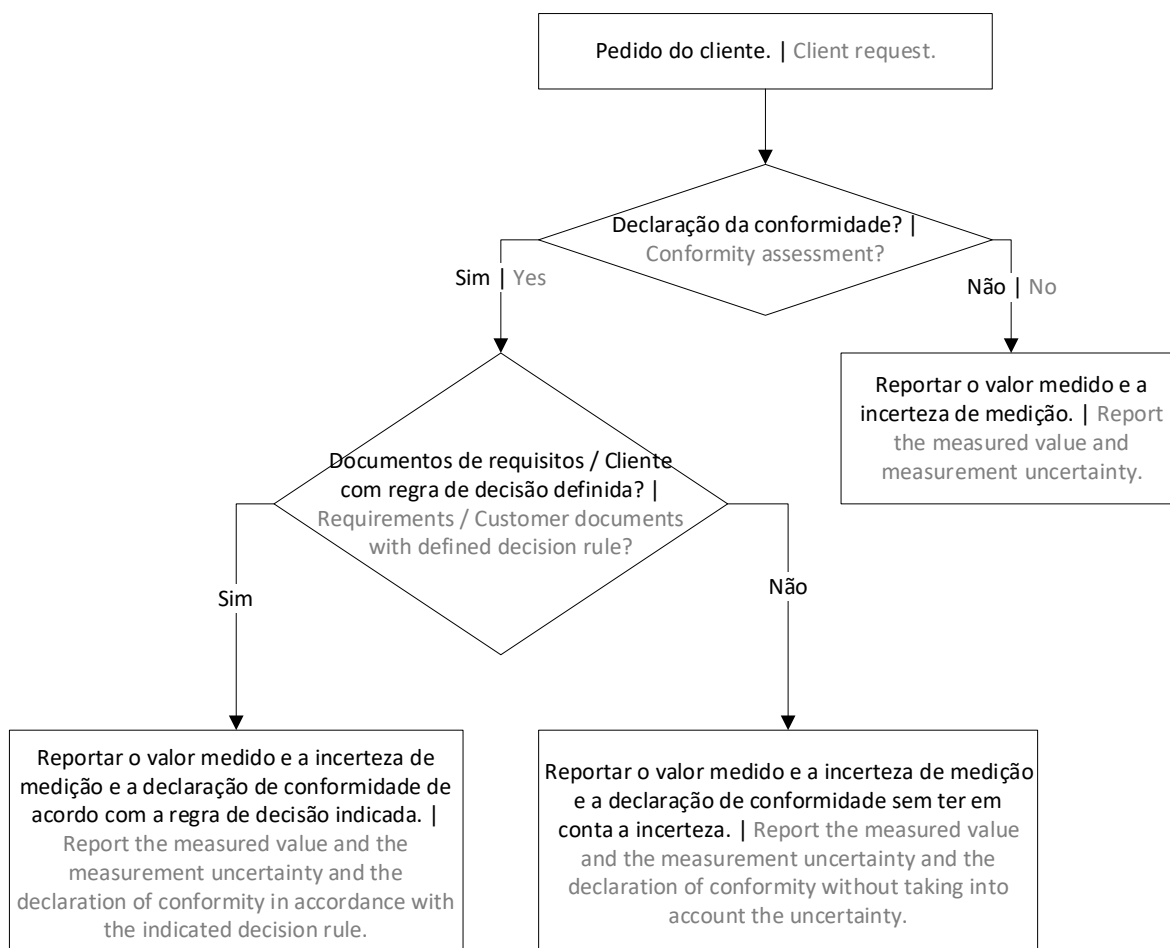 Pedido do cliente. | Client request.
Declaração da conformidade? |
Conformity assessment?
Sim | Yes
Não | No
Reportar o valor medido e a
incerteza de medição. | Report
the measured value and
measurement uncertainty.
Documentos de requisitos / Cliente
com regra de decisão definida? |
Requirements / Customer documents
with defined decision rule?
Sim
Não
Reportar o valor medido e a incerteza de
medição e a declaração de conformidade de
acordo com a regra de decisão indicada. |
Report the measured value and the
measurement uncertainty and the
declaration of conformity in accordance with
the indicated decision rule.
Reportar o valor medido e a incerteza de medição
e a declaração de conformidade sem ter em
conta a incerteza. | Report the measured value
and the measurement uncertainty and the
declaration of conformity without taking into
account the uncertainty.